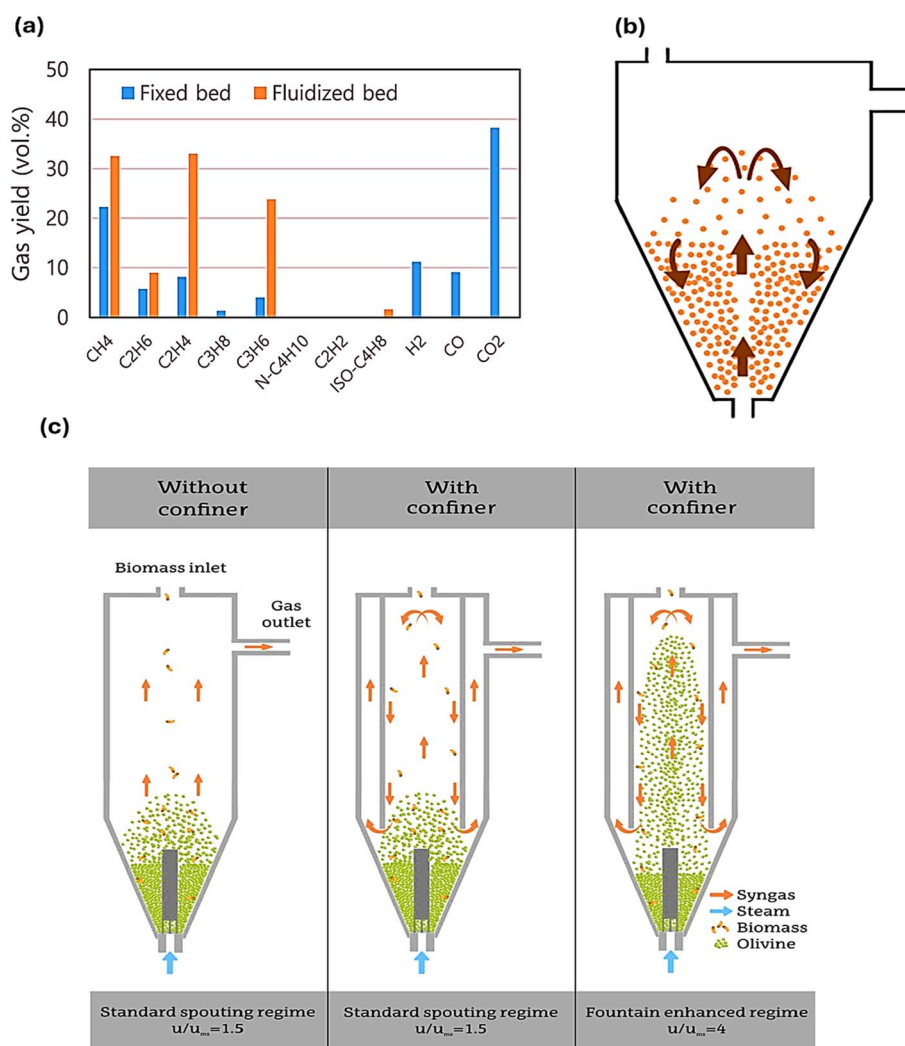 (a)
(b)
50
40
30
20
10
0
Gas yield (vol.%)
Fixed bed
Fluidized bed
CH4
C2H6
C2H4
C3H8
C3H6
N-C4H10
C2H2
ISO-C4H8
H2
CO
CO2
(c)
Without
confiner
With
confiner
With
confiner
Biomass inlet
Gas
outlet
Syngas
Steam
Biomass
Olivine
Standard spouting regime
u/ums=1.5
Standard spouting regime
u/ums=1.5
Fountain enhanced regime
u/ums=4